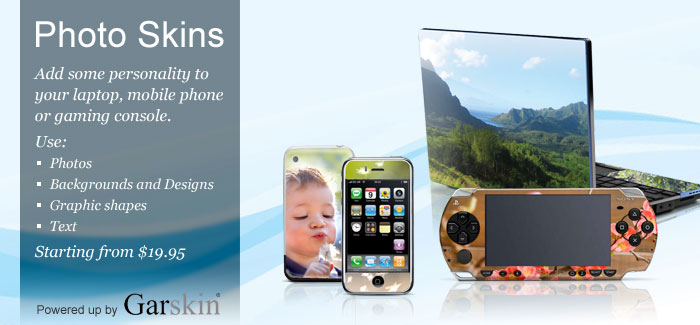 Photo Skins
Add some personality to
your laptop, mobile phone
or gaming console.
Use:
Photos
Backgrounds and Designs
Graphic shapes
Text
Starting from $19.95
Powered up by Garskin®